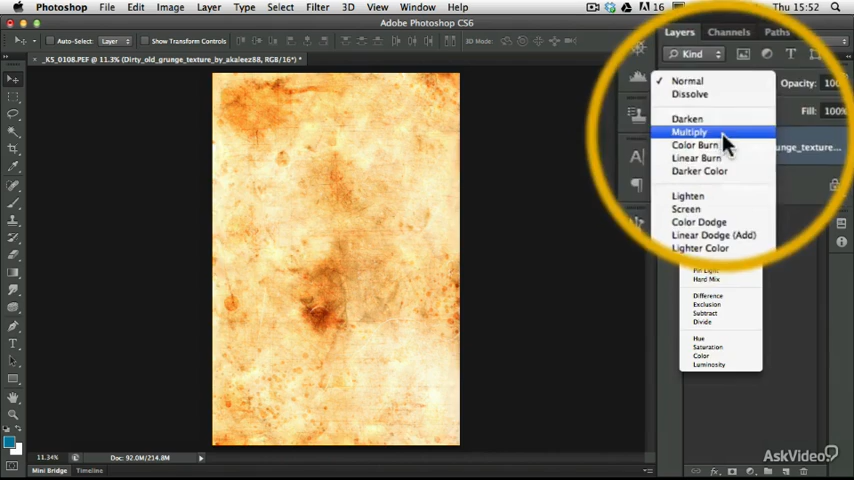 Photoshop File Edit Image Layer Type Select Filter 3D View Window Help
16
Thu 15:52
Adobe Photoshop CS6
Auto-Select: Layer Show Transform Controls
3D Mode:
_KS_0108.PEF @ 11.3% (Dirty_old_grunge_texture_by_akaleez88, RGB/16*) *
Layers Channels Paths
Kind
Normal
Opacity: 100
Dissolve
Fill: 100%
Darken
Multiply
Color Burn
unge_texture...
Linear Burn
Darker Color
Lighten
Screen
Color Dodge
Linear Dodge (Add)
Lighter Color
Pin Light
Hard Mix
Difference
Exclusion
Subtract
Divide
Hue
Saturation
Color
Luminosity
11.34%
Doc: 92.0M/214.8M
Mini Bridge Timeline
AskVideo